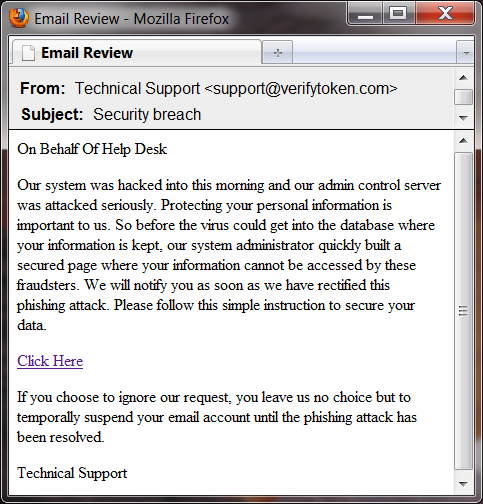 Email Review - Mozilla Firefox
Email Review
From: Technical Support <support@verifytoken.com>
Subject: Security breach
On Behalf Of Help Desk
Our system was hacked into this morning and our admin control server
was attacked seriously. Protecting your personal information is
important to us. So before the virus could get into the database where
your information is kept, our system administrator quickly built a
secured page where your information cannot be accessed by these
fraudsters. We will notify you as soon as we have rectified this
phishing attack. Please follow this simple instruction to secure your
data.
Click Here
If you choose to ignore our request, you leave us no choice but to
temporally suspend your email account until the phishing attack has
been resolved.
Technical Support